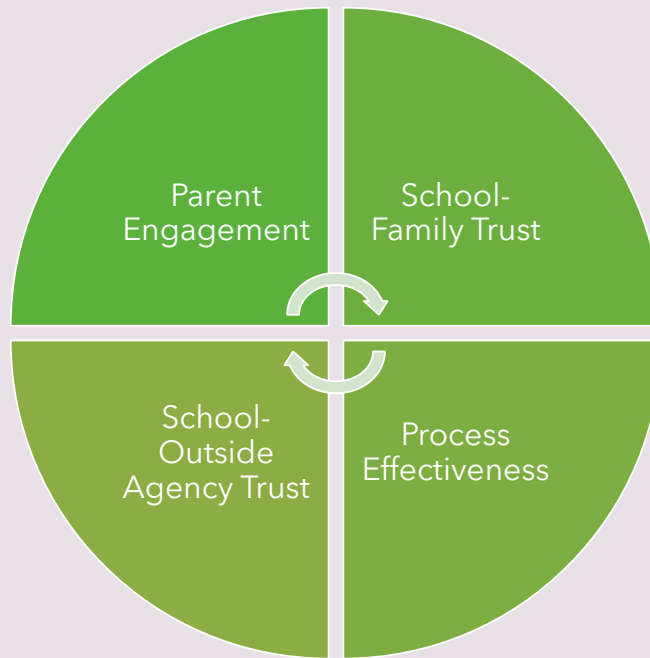 Parent
Engagement
School-
Family Trust
School-
Outside
Agency Trust
Process
Effectiveness